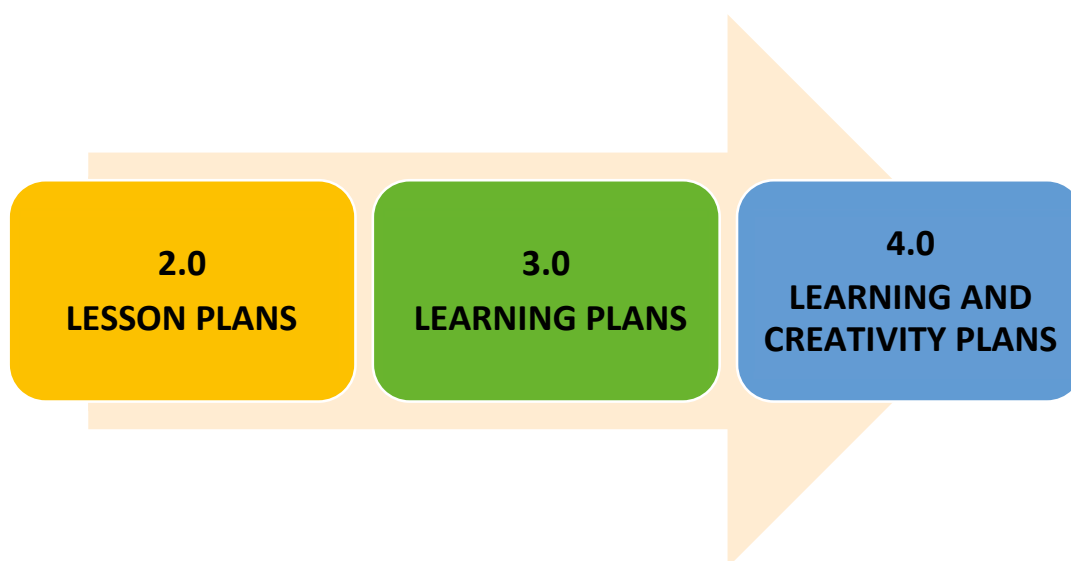 2.0
LESSON PLANS
3.0
LEARNING PLANS
4.0
LEARNING AND
CREATIVITY PLANS